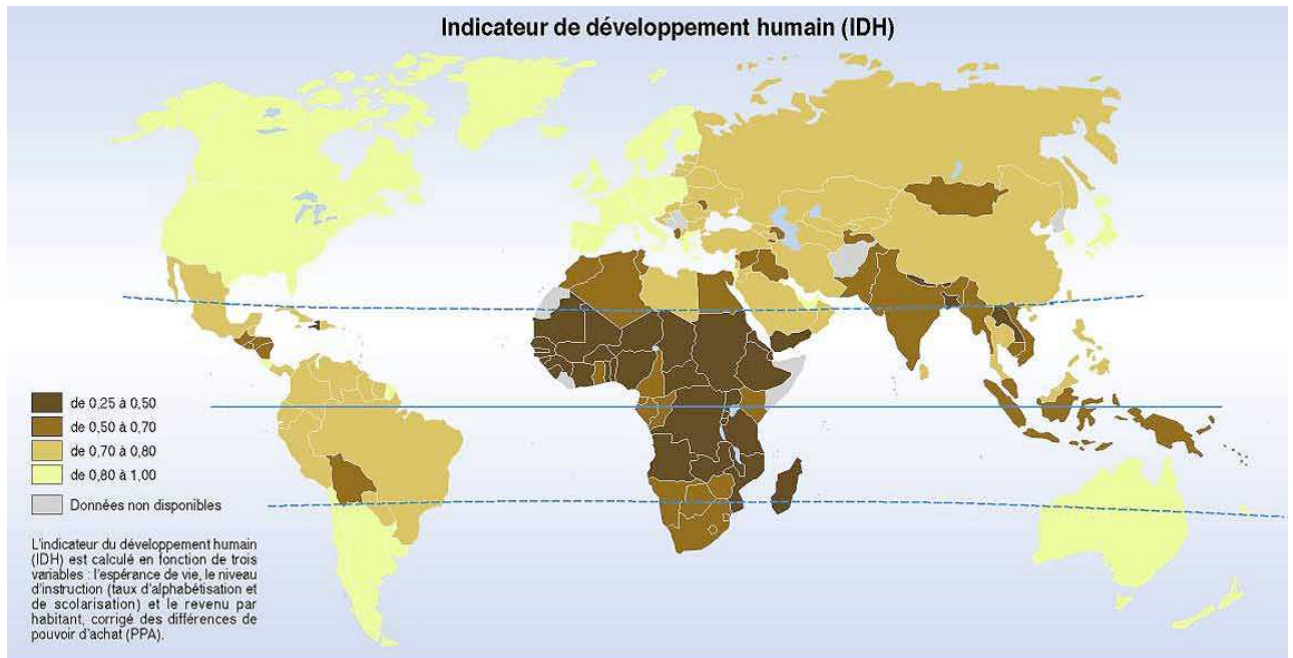 Indicateur de développement humain (IDH)
de 0,25 à 0,50
de 0,50 à 0,70
de 0,70 à 0,80
de 0,80 à 1,00
Données non disponibles
L'indicateur du développement humain
(IDH) est calculé en fonction de trois
variables : l'espérance de vie, le niveau
d'instruction (taux d'alphabétisation et
de scolarisation) et le revenu par
habitant, corrigé des différences de
pouvoir d'achat (PPA).